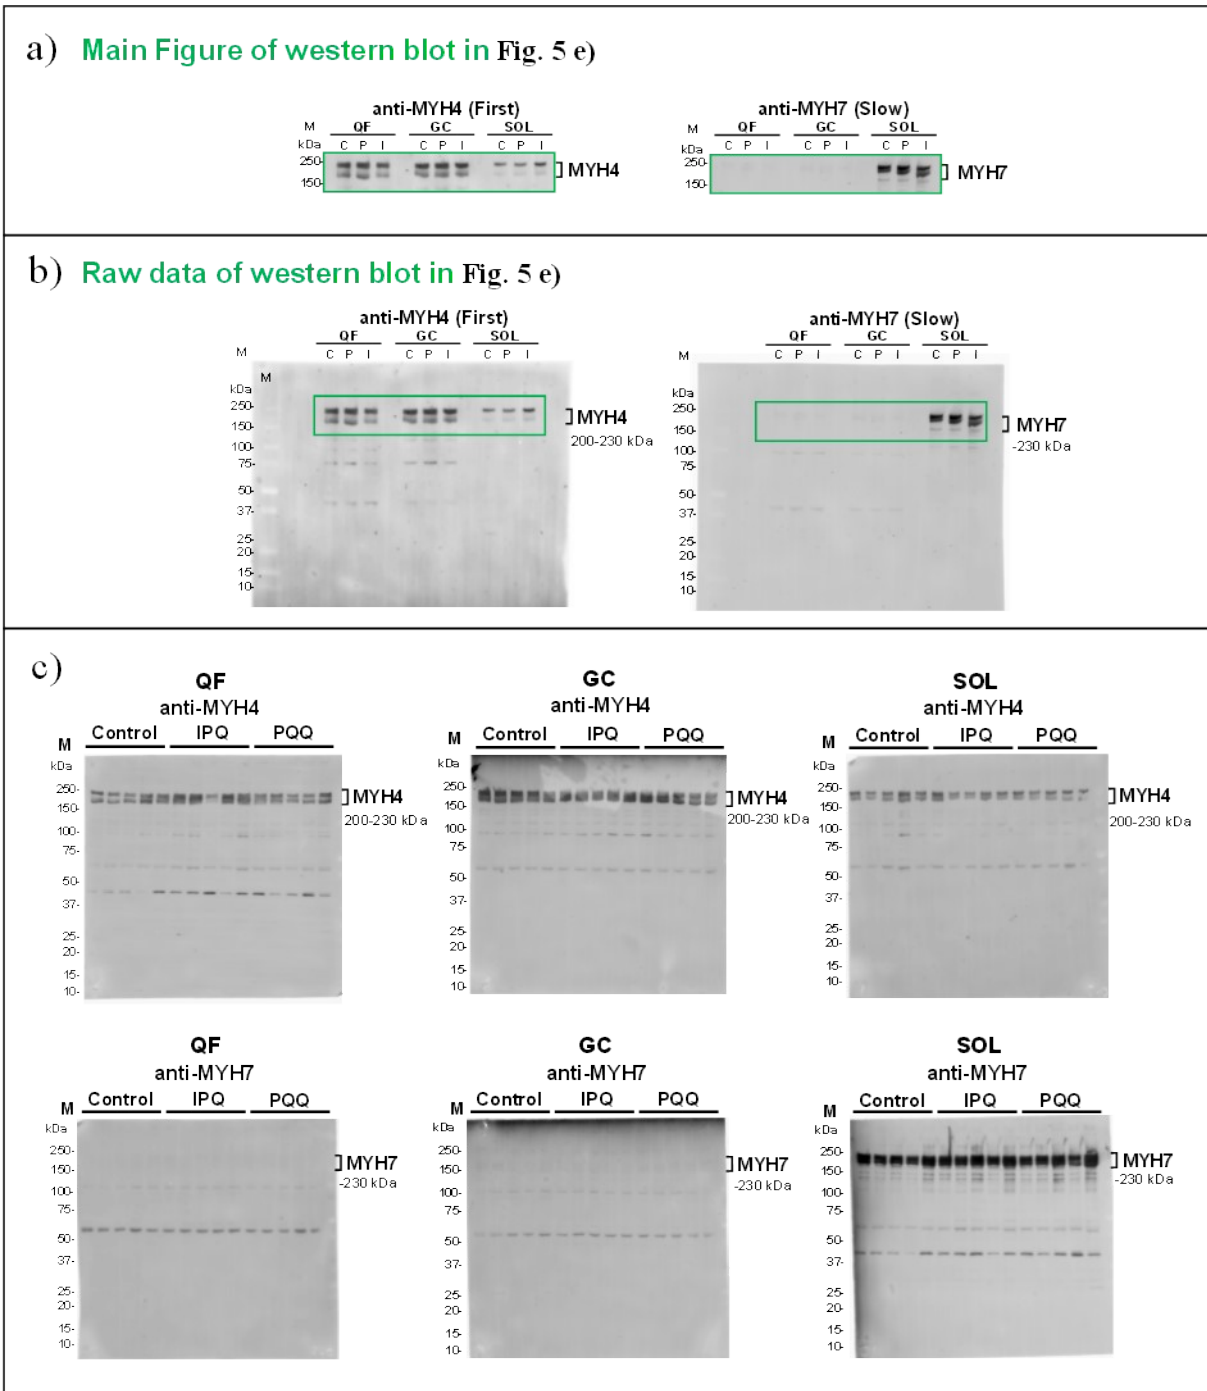 a) Main Figure of western blot in Fig. 5 e)
anti-MYH4 (First)
M QF GC SOL
kDa C P I C P I C P I
250
150-
MYH4
anti-MYH7 (Slow)
M QF GC SOL
kDa C P I C P I C P I
250-
150-
MYH7
b) Raw data of western blot in Fig. 5 e)
anti-MYH4 (First)
QF GC SOL
M C P I C P I C P I
M
kDa
250-
150-
100-
75-
50-
37-
25-
20-
15-
10-
MYH4
200-230 kDa
anti-MYH7 (Slow)
QF GC SOL
M C P I C P I C P I
kDa
250-
150-
100-
75-
50-
37-
25-
20-
15-
10-
MYH7
-230 kDa
c)
QF
anti-MYH4
M Control IPQ PQQ
kDa
250-
150-
100-
75-
50-
37-
25-
20-
15-
10-
MYH4
200-230 kDa
GC
anti-MYH4
M Control IPQ PQQ
kDa
250-
150-
100-
75-
50-
37-
25-
20-
15-
10-
MYH4
200-230 kDa
SOL
anti-MYH4
M Control IPQ PQQ
kDa
250-
150-
100-
75-
50-
37-
25-
20-
15-
10-
MYH4
200-230 kDa
QF
anti-MYH7
M Control IPQ PQQ
kDa
250-
150-
100-
75-
50-
37-
25-
20-
15-
10-
MYH7
-230 kDa
GC
anti-MYH7
M Control IPQ PQQ
kDa
250-
150-
100-
75-
50-
37-
25-
20-
15-
10-
MYH7
-230 kDa
SOL
anti-MYH7
M Control IPQ PQQ
kDa
250-
150-
100-
75-
50-
37-
25-
20-
15-
10-
MYH7
-230 kDa